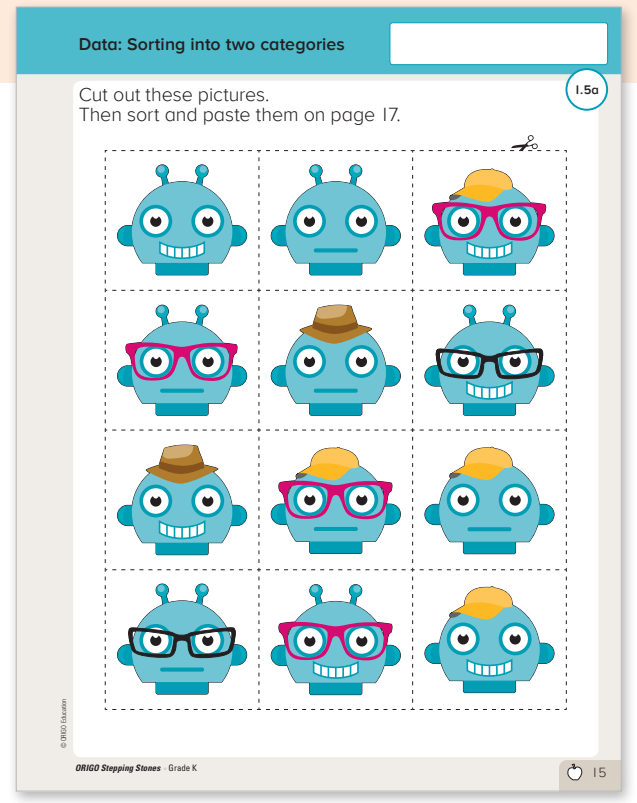 Data: Sorting into two categories
1.5a
Cut out these pictures.
Then sort and paste them on page 17.
© ORIGO Education
ORIGO Stepping Stones · Grade K
15